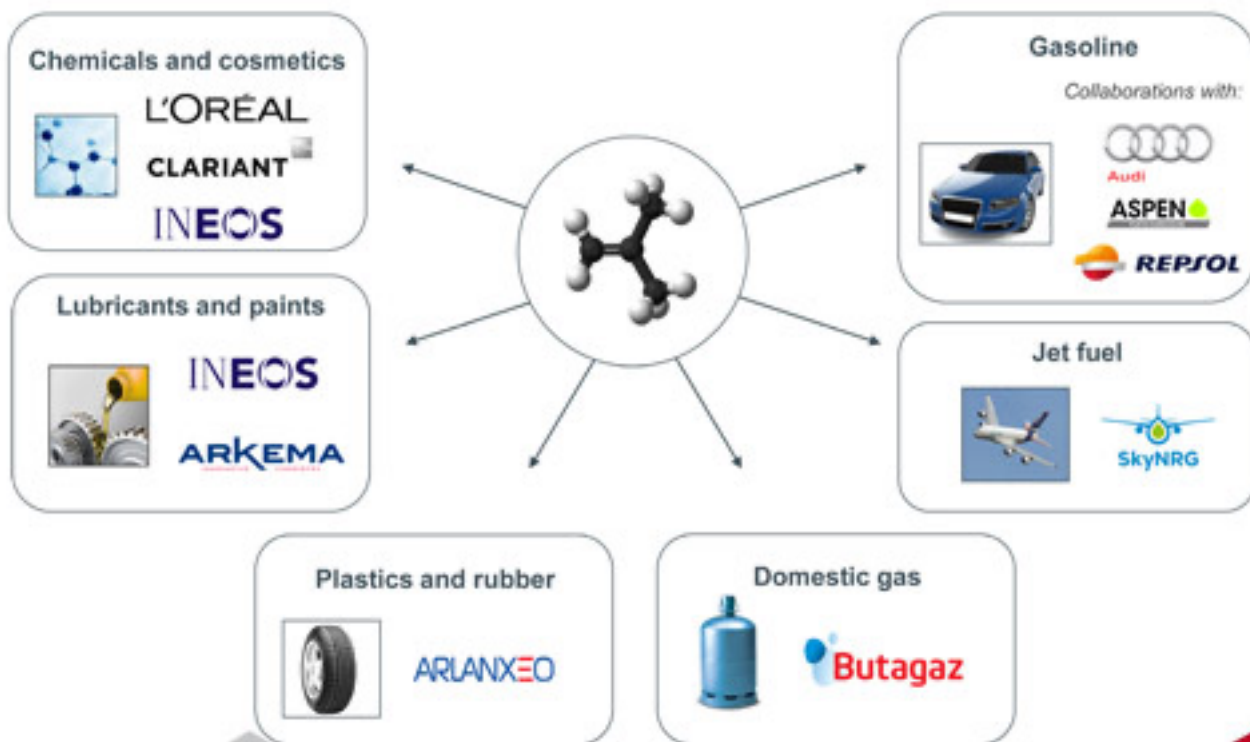 Chemicals and cosmetics
L'ORÉAL
CLARIANT
INEOS
Lubricants and paints
INEOS
ARKEMA
Plastics and rubber
ARLANXEO
Domestic gas
Butagaz
Gasoline
Collaborations with:
Audi
ASPEN
REPSOL
Jet fuel
SkyNRG